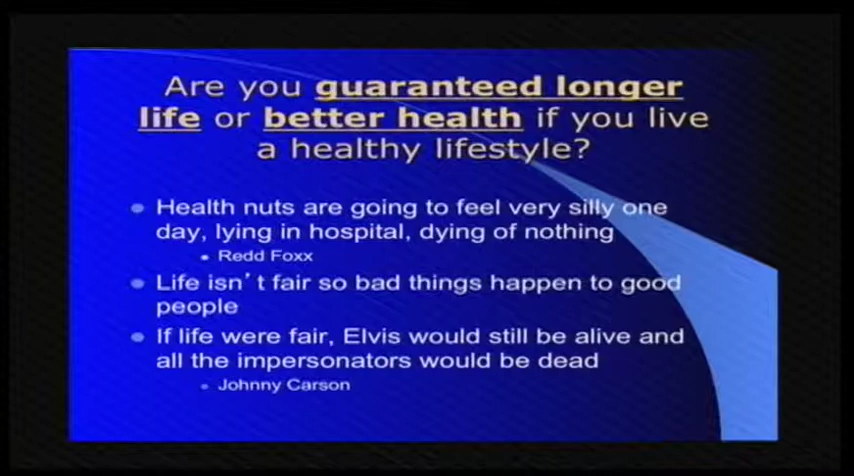 Are you guaranteed longer
life or better health if you live
a healthy lifestyle?
Health nuts are going to feel very silly one
day, lying in hospital, dying of nothing
Redd Foxx
Life isn't fair so bad things happen to good
people
If life were fair, Elvis would still be alive and
all the impersonators would be dead
Johnny Carson